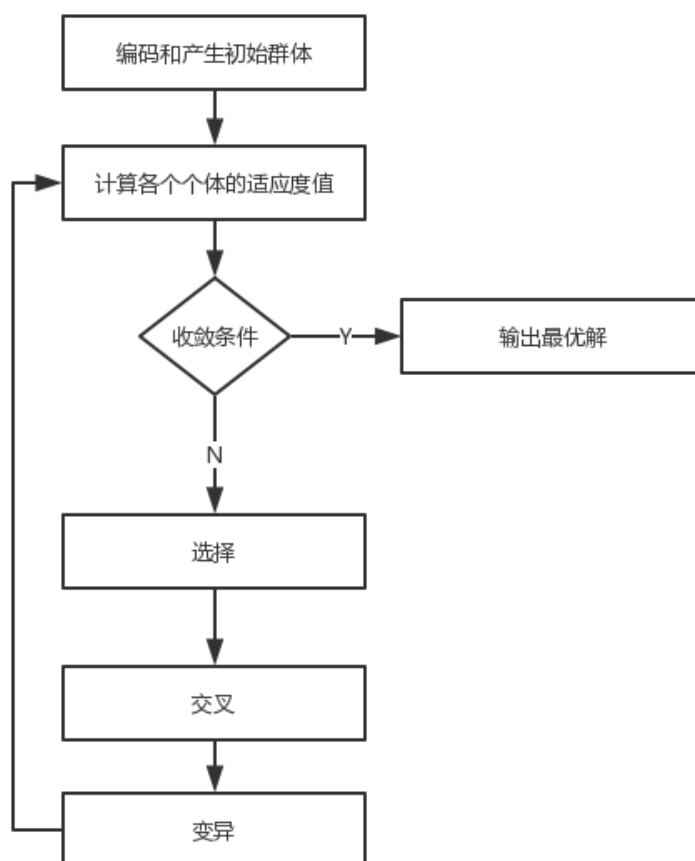 编码和产生初始群体
计算各个个体的适应度值
收敛条件
Y
输出最优解
N
选择
交叉
变异